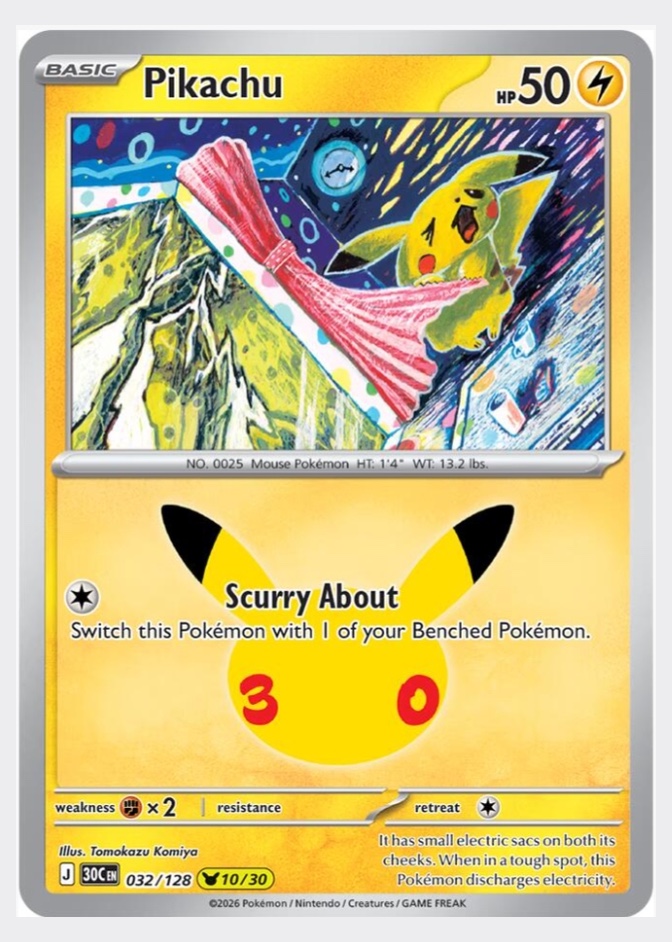 BASIC
Pikachu
HP 50
NO. 0025 Mouse Pokémon HT: 1'4" WT: 13.2 lbs.
Scurry About
Switch this Pokémon with 1 of your Benched Pokémon.
3 0
weakness ×2 resistance retreat
Illus. Tomokazu Komiya
It has small electric sacs on both its
cheeks. When in a tough spot, this
Pokémon discharges electricity.
J 30C EN 032/128 10/30
©2026 Pokémon / Nintendo / Creatures / GAME FREAK